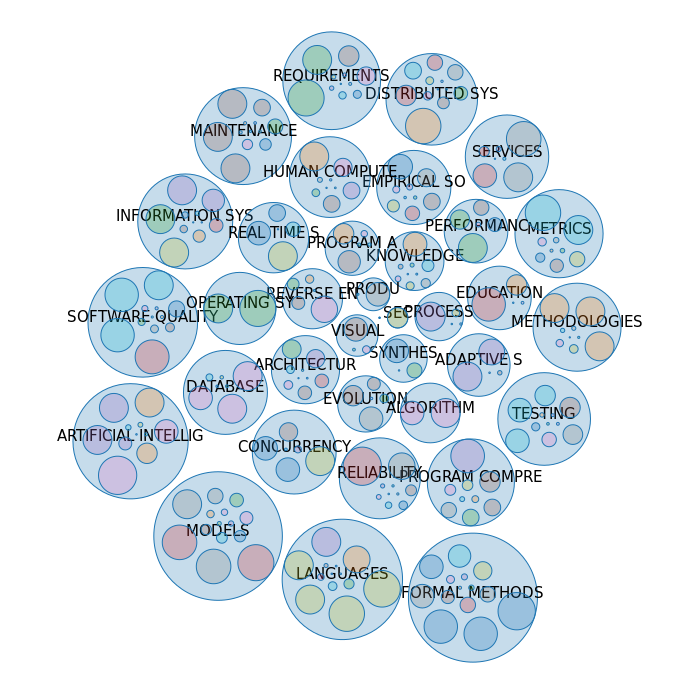 REQUIREMENTS
DISTRIBUTED SYS
MAINTENANCE
SERVICES
HUMAN COMPUTE
EMPIRICAL SO
INFORMATION SYS
REAL TIME S
PERFORMANC
METRICS
PROGRAM A
KNOWLEDGE
REVERSE EN
PRODU
EDUCATION
OPERATING SY
SOFTWARE QUALITY
SEC
PROCESS
METHODOLOGIES
VISUAL
SYNTHES
ADAPTIVE S
ARCHITECTUR
DATABASE
EVOLUTION
ALGORITHM
TESTING
ARTIFICIAL INTELLIG
CONCURRENCY
RELIABILITY
PROGRAM COMPRE
MODELS
LANGUAGES
FORMAL METHODS